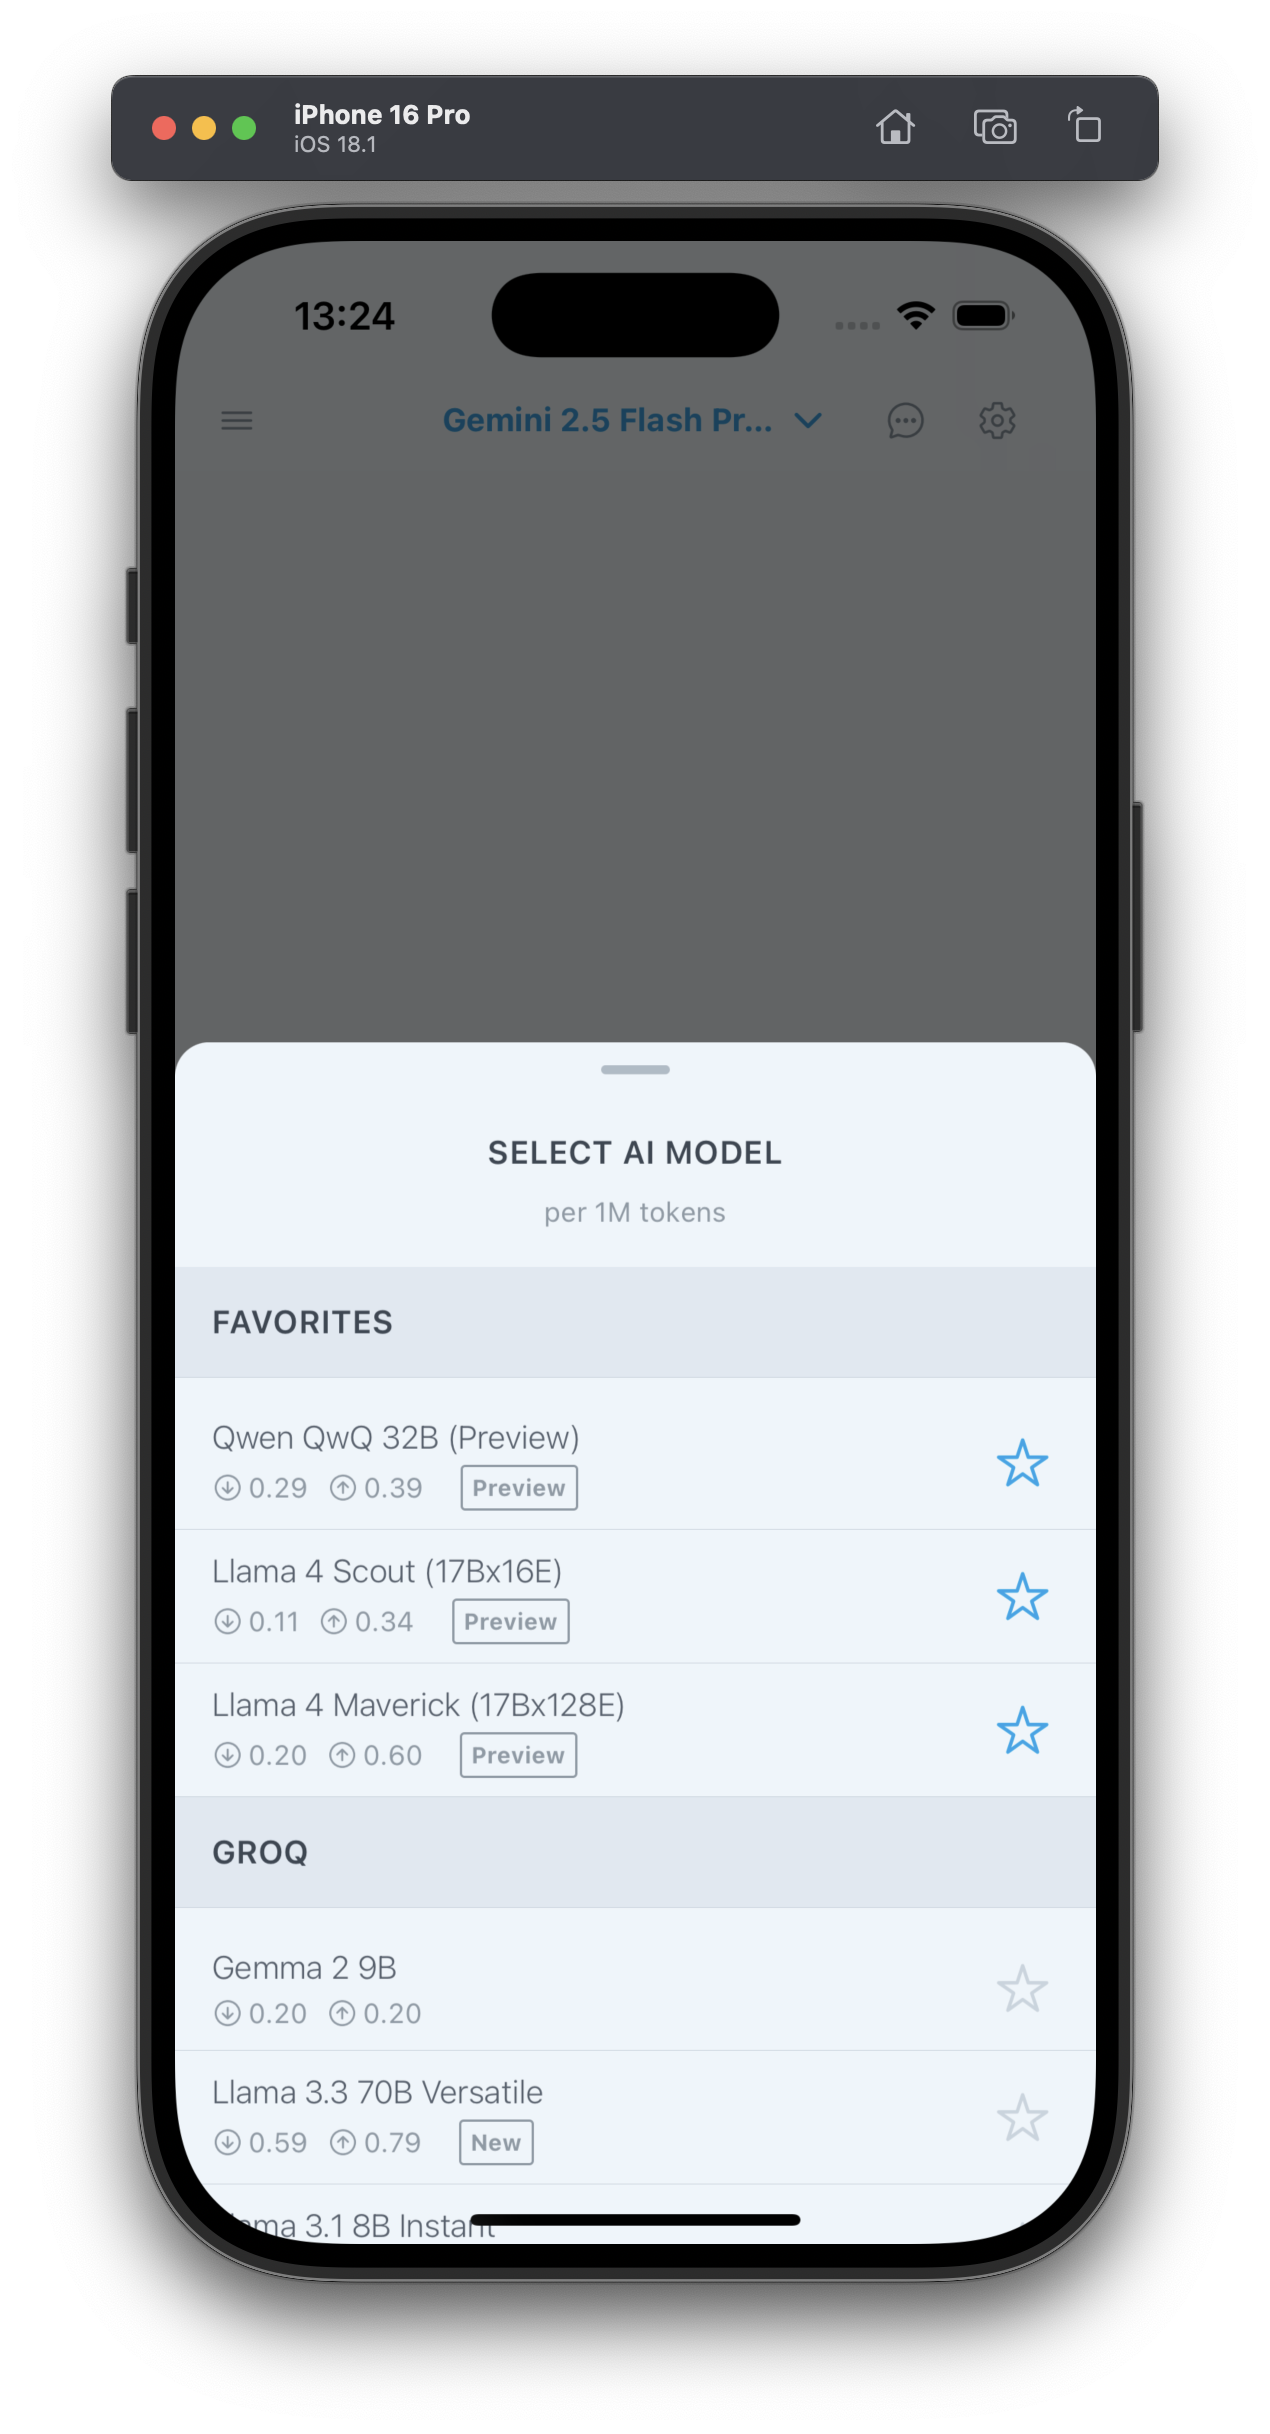 iPhone 16 Pro
iOS 18.1
13:24
Gemini 2.5 Flash Pr...
SELECT AI MODEL
per 1M tokens
FAVORITES
Qwen QwQ 32B (Preview)
0.29 0.39 Preview
Llama 4 Scout (17Bx16E)
0.11 0.34 Preview
Llama 4 Maverick (17Bx128E)
0.20 0.60 Preview
GROQ
Gemma 2 9B
0.20 0.20
Llama 3.3 70B Versatile
0.59 0.79 New
Llama 3.1 8B Instant